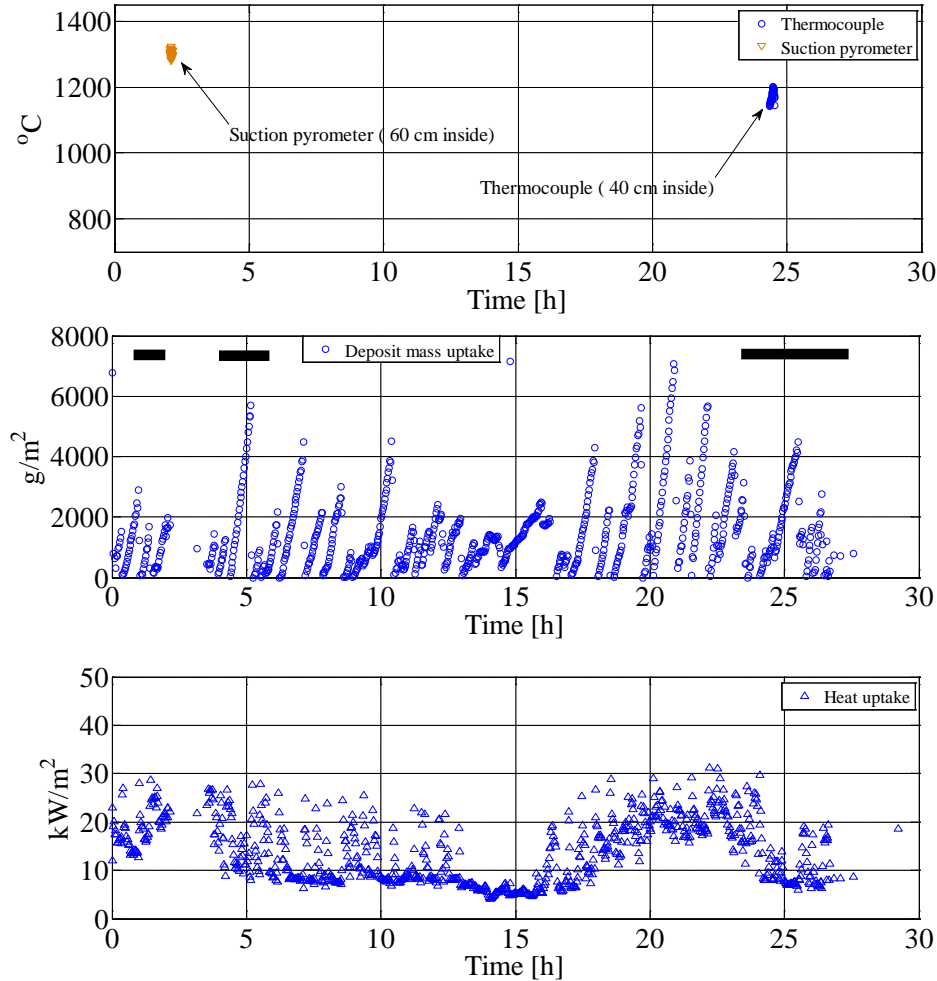 1400
1200
1000
800
°C
Thermocouple
Suction pyrometer
Suction pyrometer ( 60 cm inside)
Thermocouple ( 40 cm inside)
0 5 10 15 20 25 30
Time [h]
8000
6000
4000
2000
0
g/m²
Deposit mass uptake
0 5 10 15 20 25 30
Time [h]
50
40
30
20
10
0
kW/m²
Heat uptake
0 5 10 15 20 25 30
Time [h]